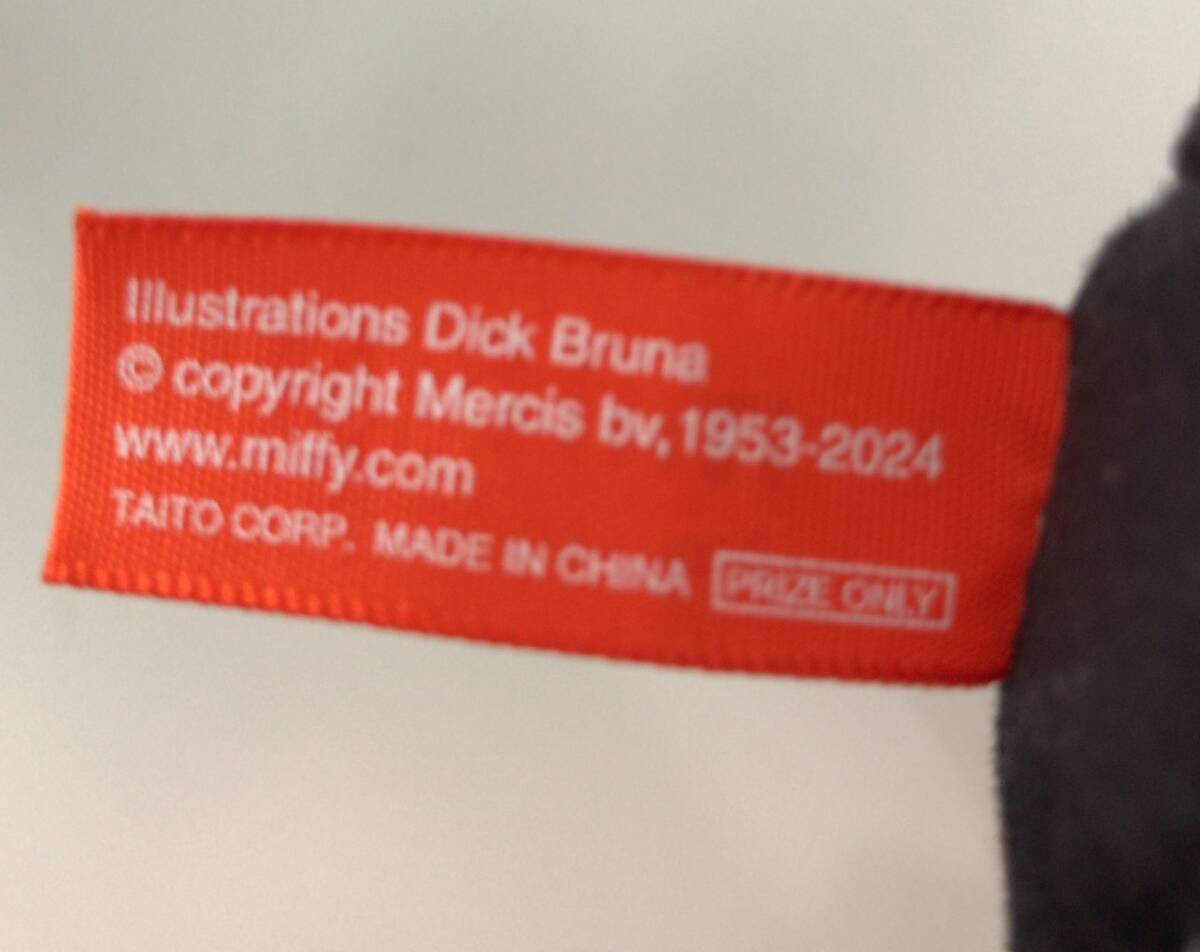 Illustrations Dick Bruna
© copyright Mercis bv, 1953-2024
www.miffy.com
TAITO CORP. MADE IN CHINA PRIZE ONLY